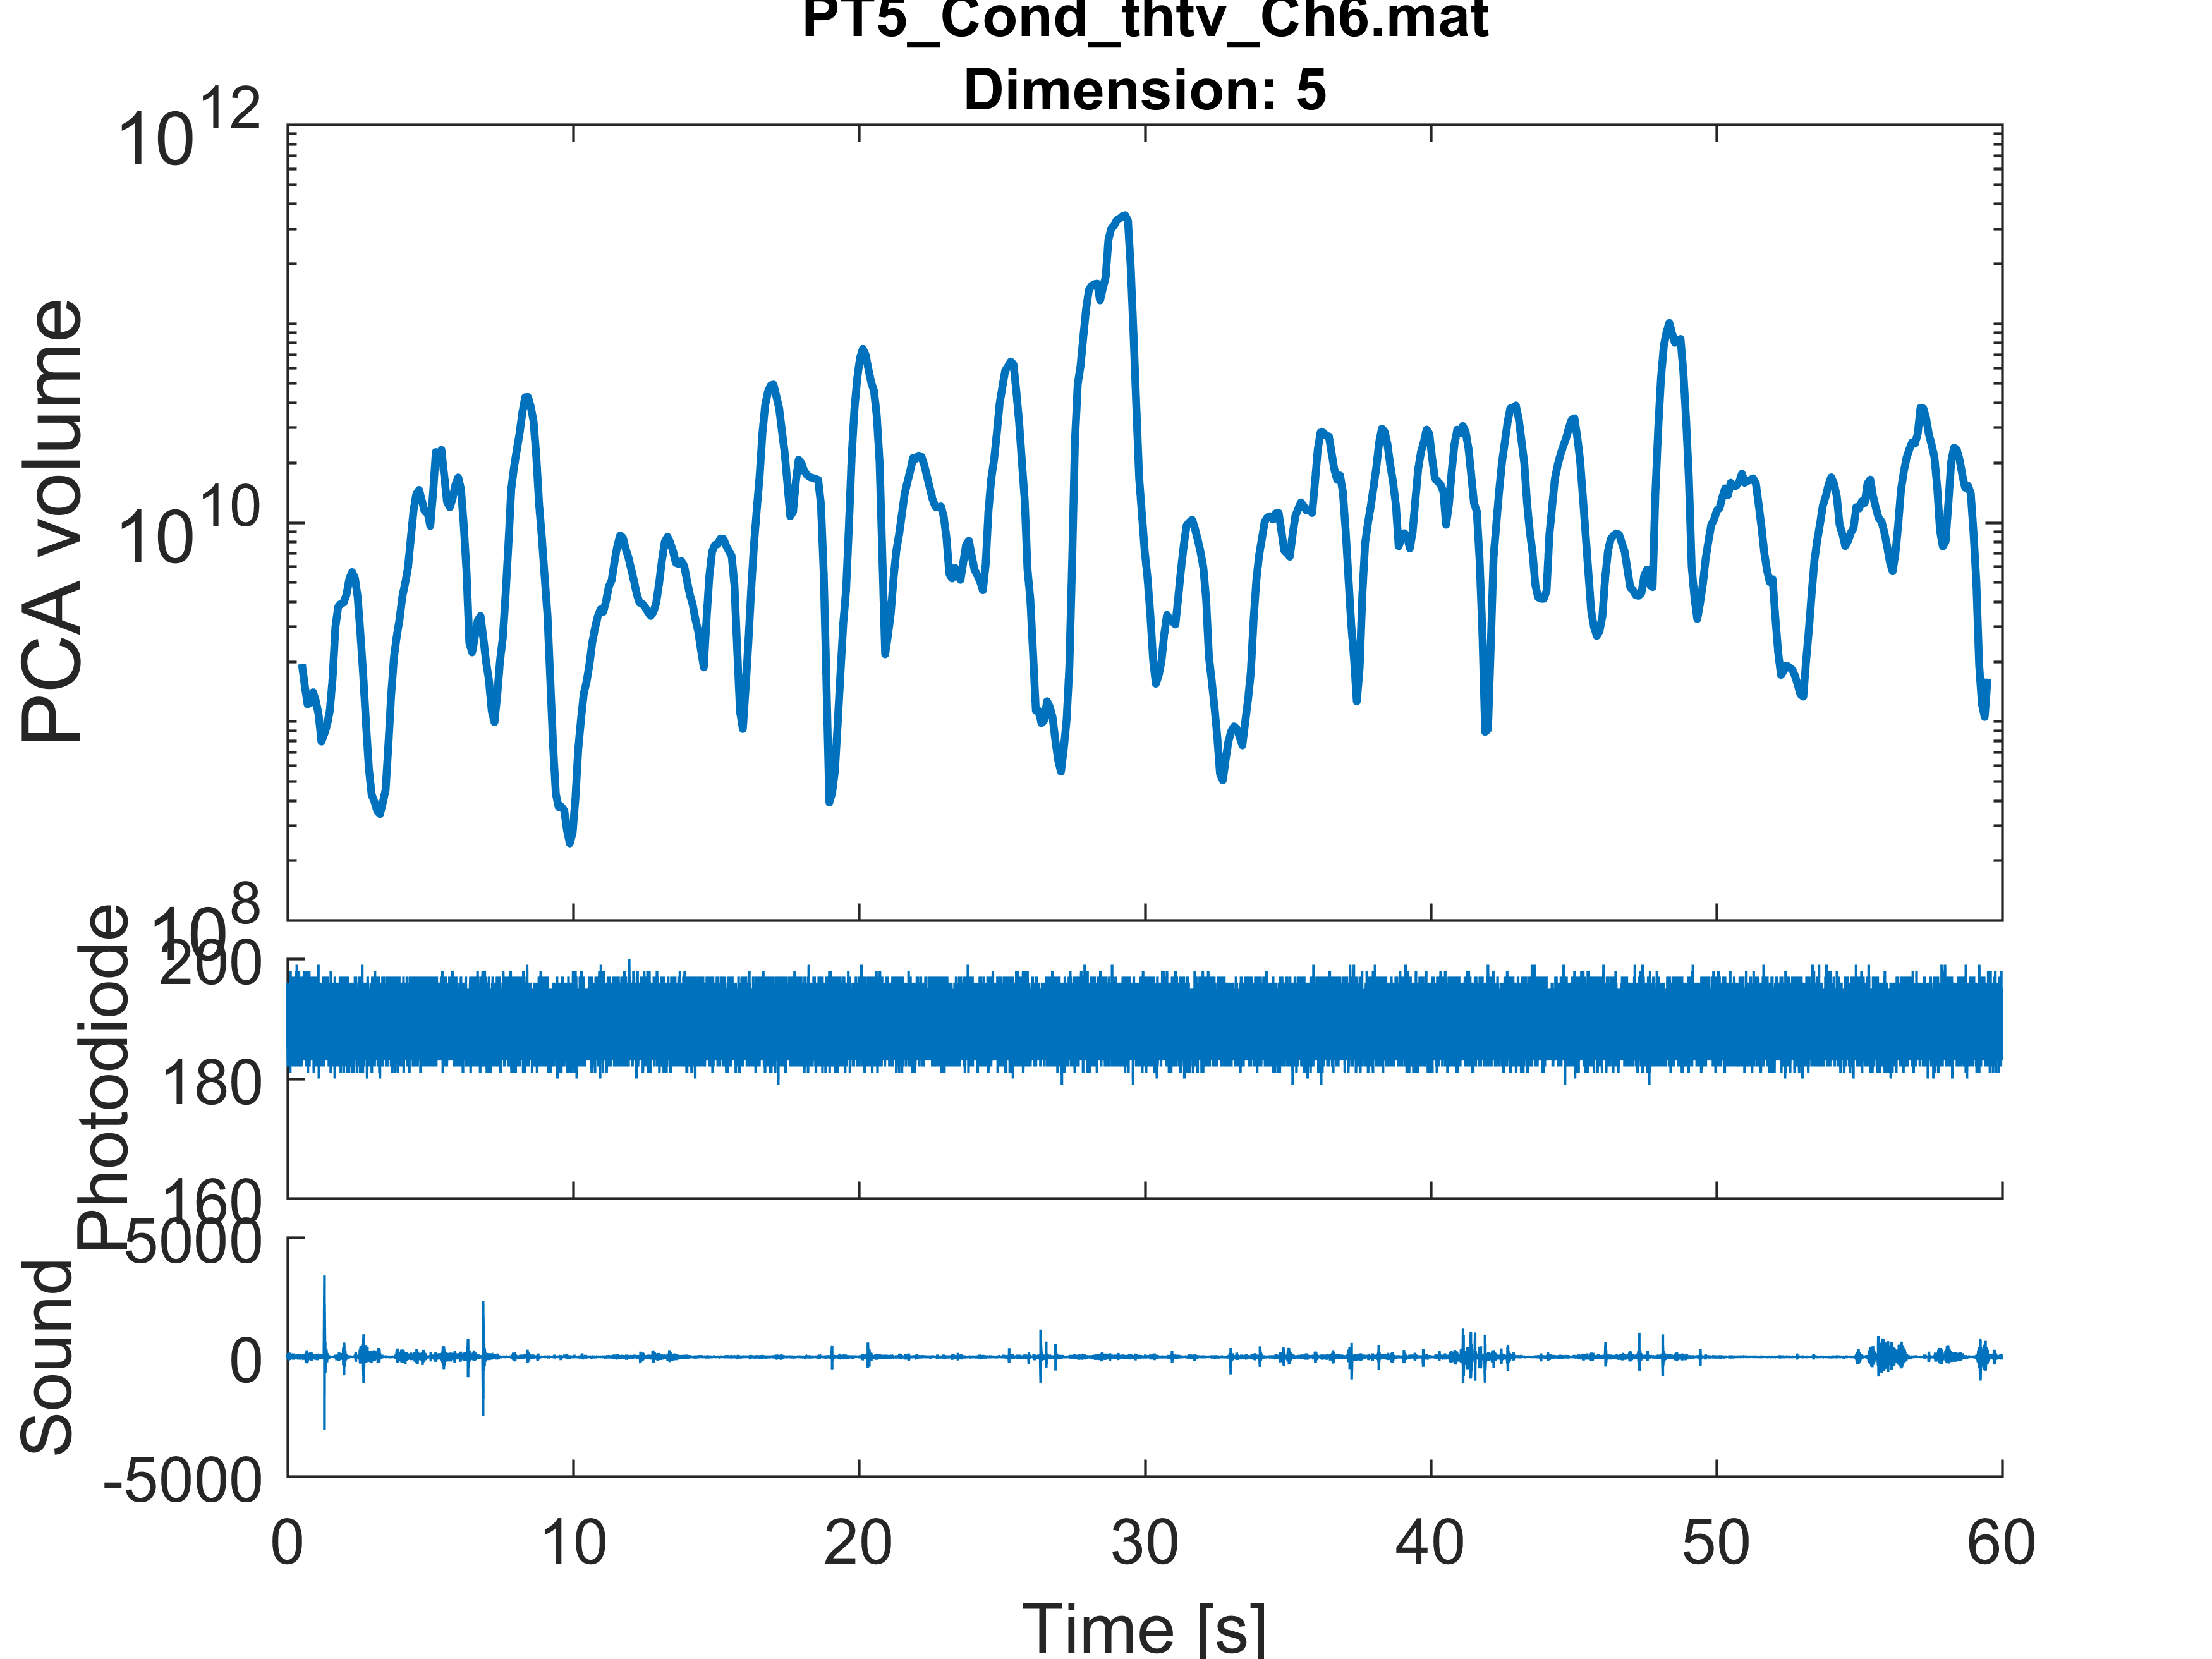 PT5_Cond_thtv_Ch6.mat
Dimension: 5
PCA volume
10^12
10^10
10^8
Photodiode
200
180
160
Sound
5000
0
-5000
0 10 20 30 40 50 60
Time [s]